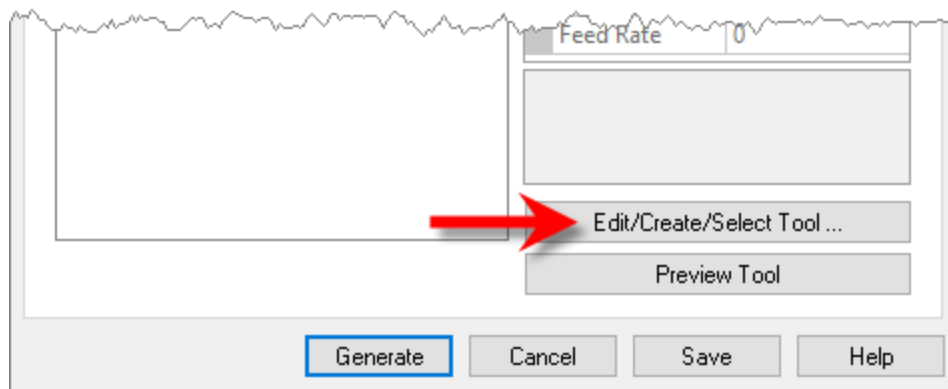 Feed Rate 0
Edit/Create/Select Tool ...
Preview Tool
Generate Cancel Save Help